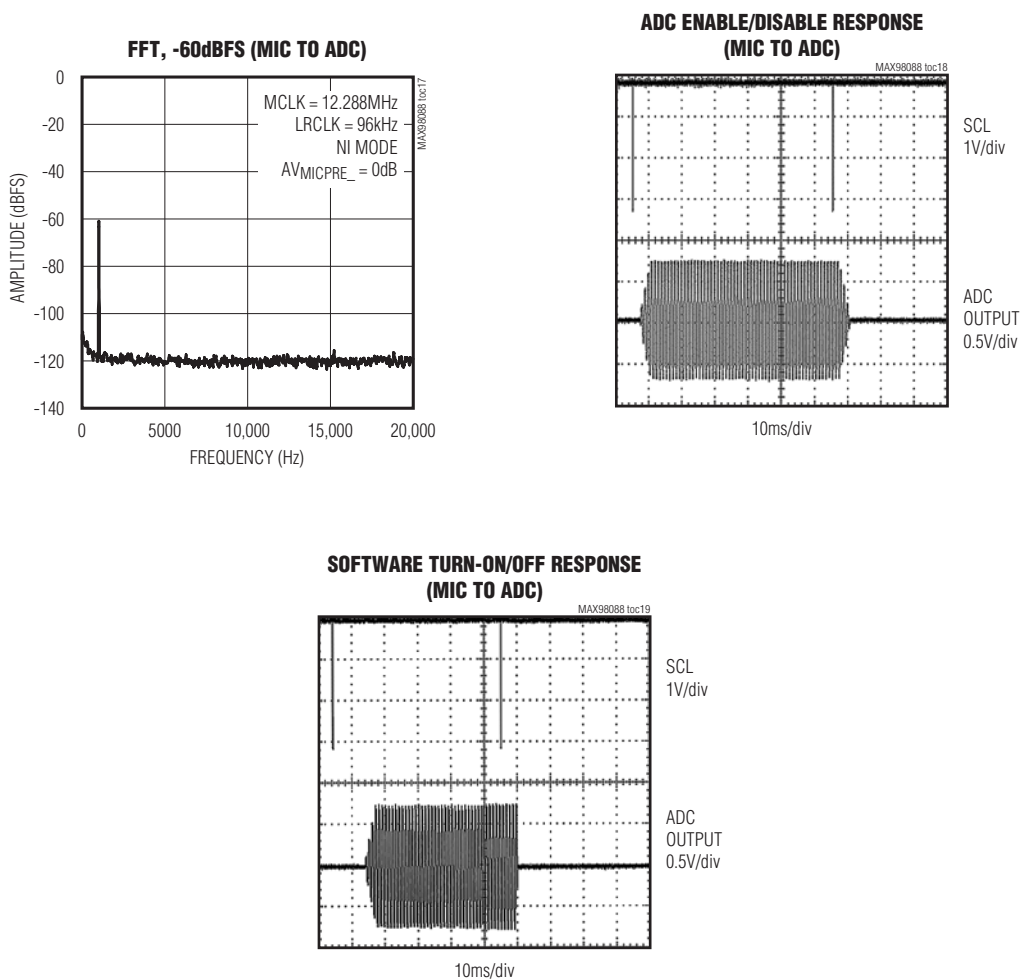 FFT, -60dBFS (MIC TO ADC)
MAX98088 toc17
MCLK = 12.288MHz
LRCLK = 96kHz
NI MODE
AVMICPRE_ = 0dB
AMPLITUDE (dBFS)
0
-20
-40
-60
-80
-100
-120
-140
0 5000 10,000 15,000 20,000
FREQUENCY (Hz)
ADC ENABLE/DISABLE RESPONSE
(MIC TO ADC)
MAX98088 toc18
SCL
1V/div
ADC
OUTPUT
0.5V/div
10ms/div
SOFTWARE TURN-ON/OFF RESPONSE
(MIC TO ADC)
MAX98088 toc19
SCL
1V/div
ADC
OUTPUT
0.5V/div
10ms/div